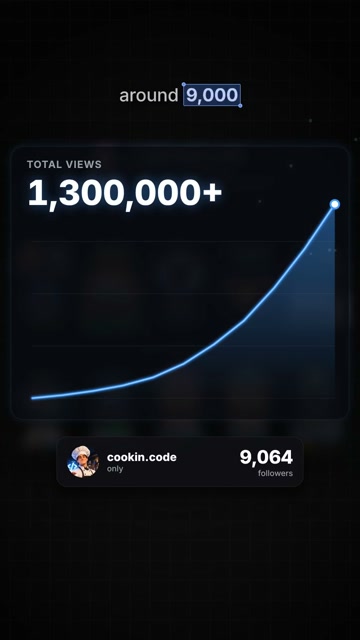 around 9,000
TOTAL VIEWS
1,300,000+
cookin.code
only
9,064
followers